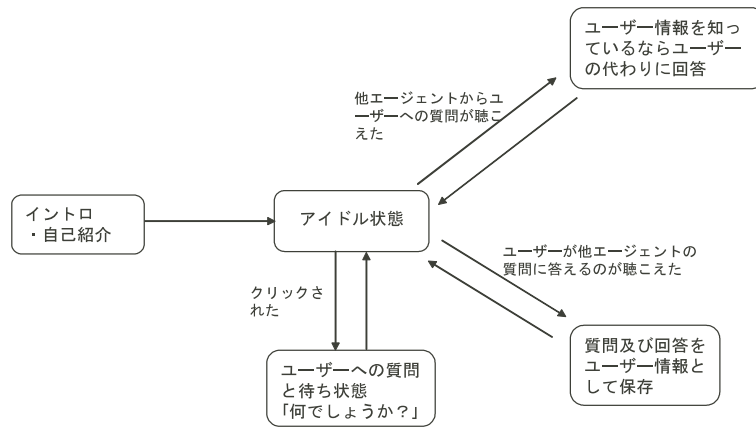 ユーザー情報を知っ
ているならユーザー
の代わりに回答
他エージェントからユ
ーザーへの質問が聴こ
えた
イントロ
・自己紹介
アイドル状態
ユーザーが他エージェントの
質問に答えるのが聴こえた
クリックさ
れた
ユーザーへの質問
と待ち状態
「何でしょうか？」
質問及び回答を
ユーザー情報と
して保存